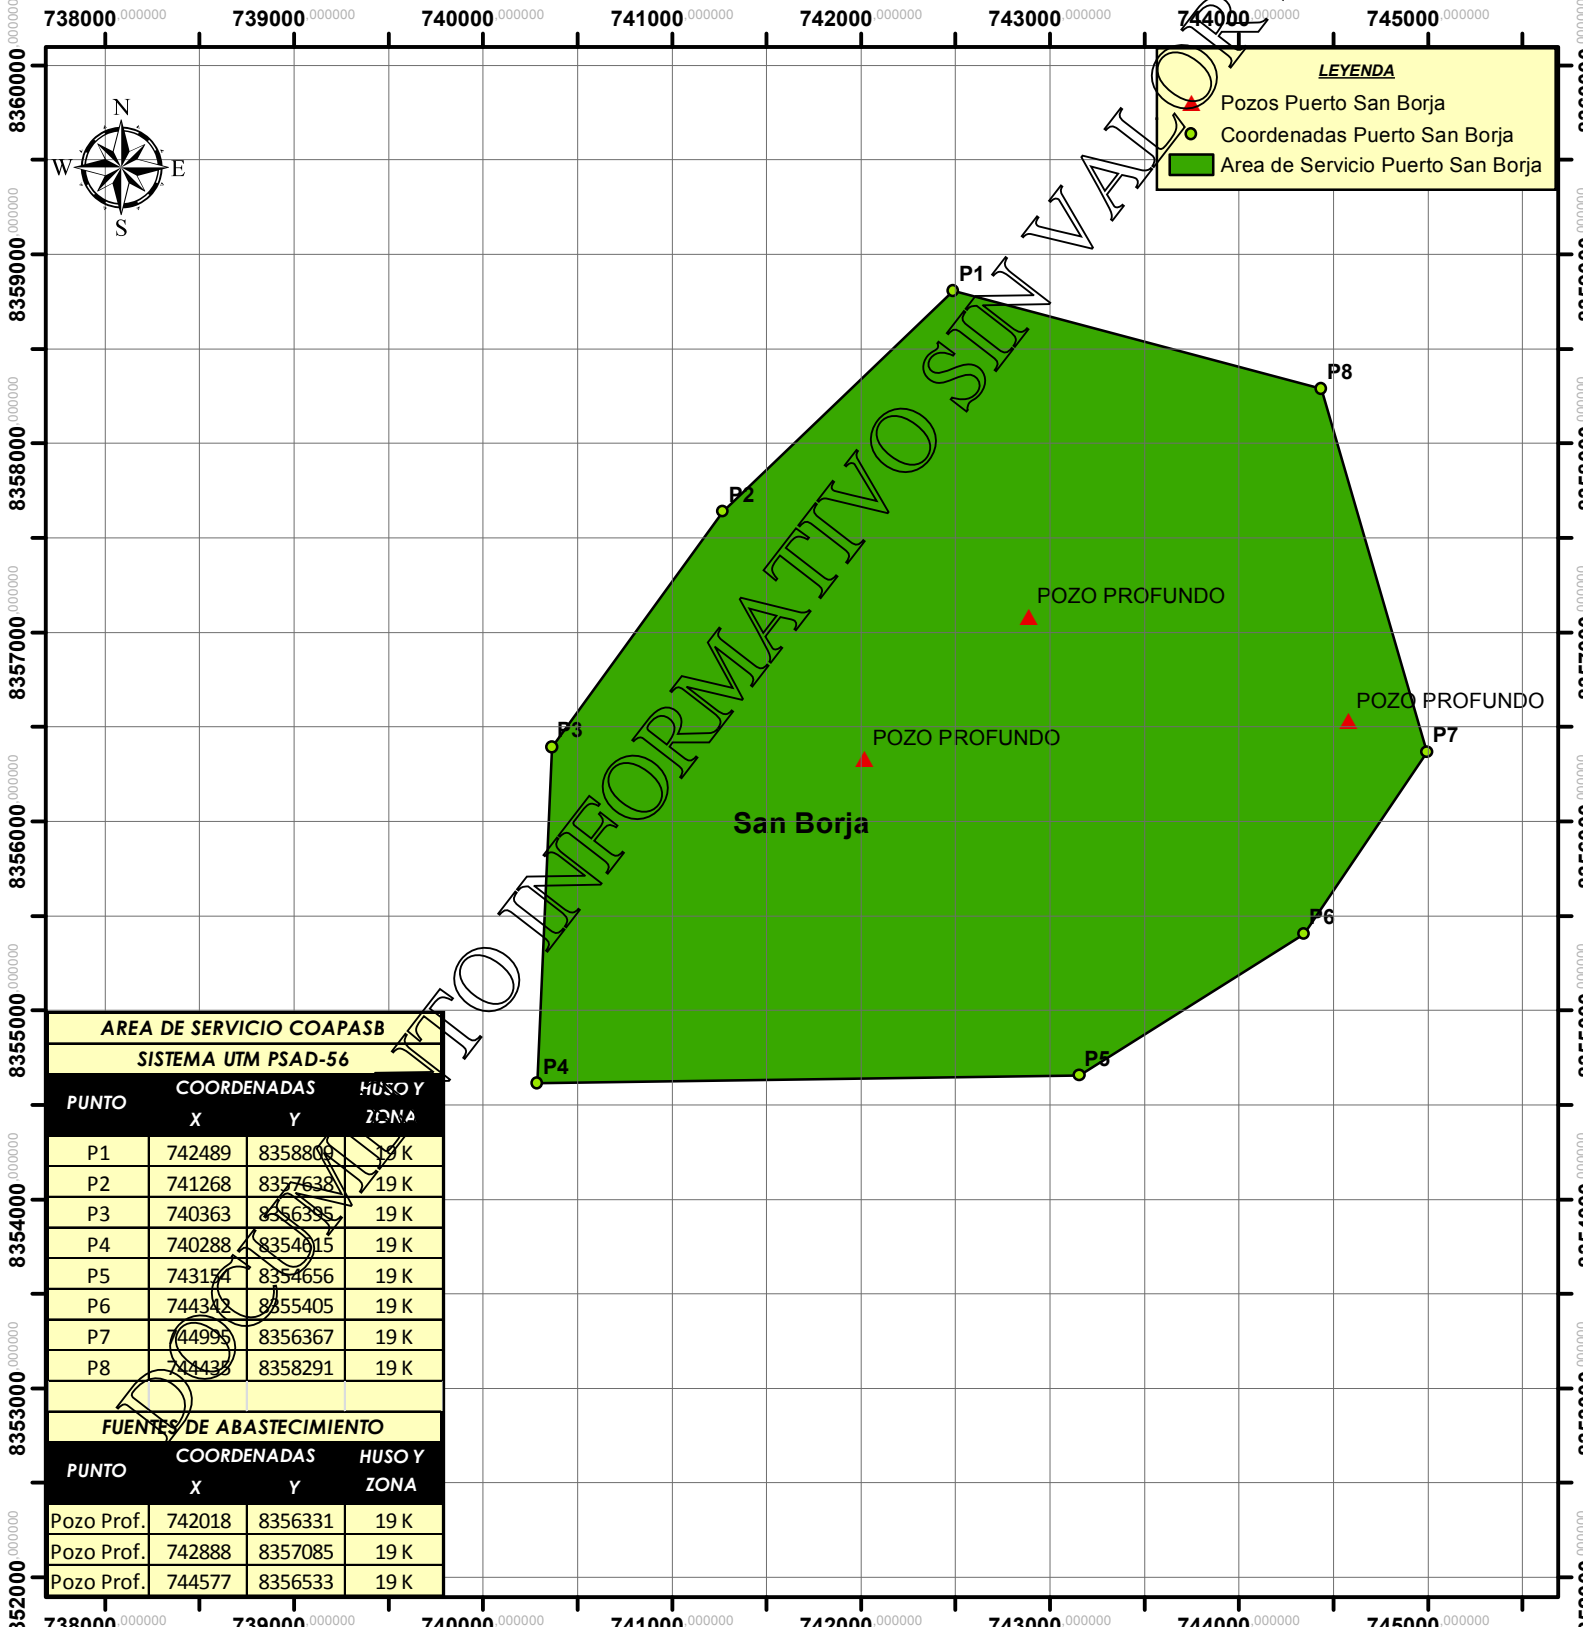 738000.000000 739000.000000 740000.000000 741000.000000 742000.000000 743000.000000 744000.000000 745000.000000
8360000.000000
8359000.000000
8358000.000000
8357000.000000
8356000.000000
8355000.000000
8354000.000000
8353000.000000
8352000.000000
N
W E
S
LEYENDA
Pozos Puerto San Borja
Coordenadas Puerto San Borja
Area de Servicio Puerto San Borja
P1
P8
P2
POZO PROFUNDO
POZO PROFUNDO
P3
POZO PROFUNDO
P7
San Borja
P6
P5
P4
DOCUMENTO INFORMATIVO SIN VALOR
AREA DE SERVICIO COAPASB
SISTEMA UTM PSAD-56
PUNTO COORDENADAS HUSO Y
X Y ZONA
P1 742489 8358809 19 K
P2 741268 8357638 19 K
P3 740363 8356395 19 K
P4 740288 8354615 19 K
P5 743154 8354656 19 K
P6 744342 8355405 19 K
P7 744995 8356367 19 K
P8 744435 8358291 19 K
FUENTES DE ABASTECIMIENTO
PUNTO COORDENADAS HUSO Y
X Y ZONA
Pozo Prof. 742018 8356331 19 K
Pozo Prof. 742888 8357085 19 K
Pozo Prof. 744577 8356533 19 K
738000.000000 739000.000000 740000.000000 741000.000000 742000.000000 743000.000000 744000.000000 745000.000000